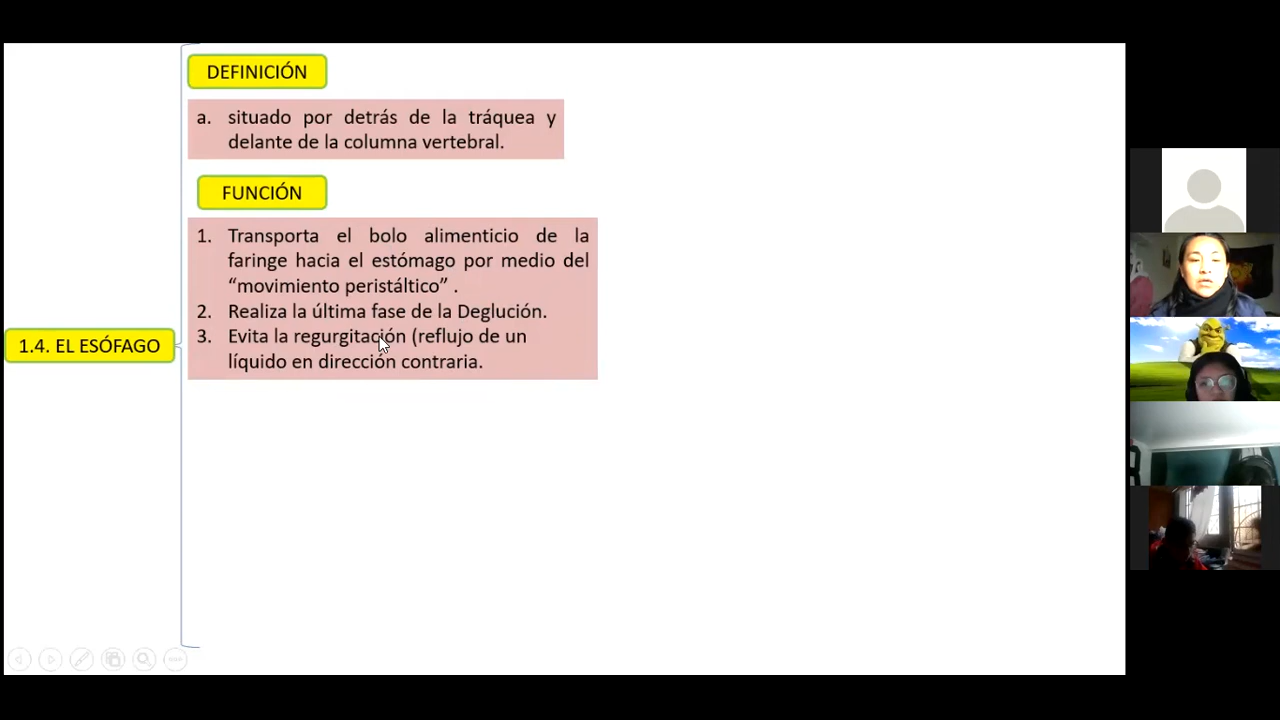 DEFINICIÓN
a. situado por detrás de la tráquea y
delante de la columna vertebral.
FUNCIÓN
1. Transporta el bolo alimenticio de la
faringe hacia el estómago por medio del
“movimiento peristáltico” .
2. Realiza la última fase de la Deglución.
3. Evita la regurgitación (reflujo de un
líquido en dirección contraria.
1.4. EL ESÓFAGO